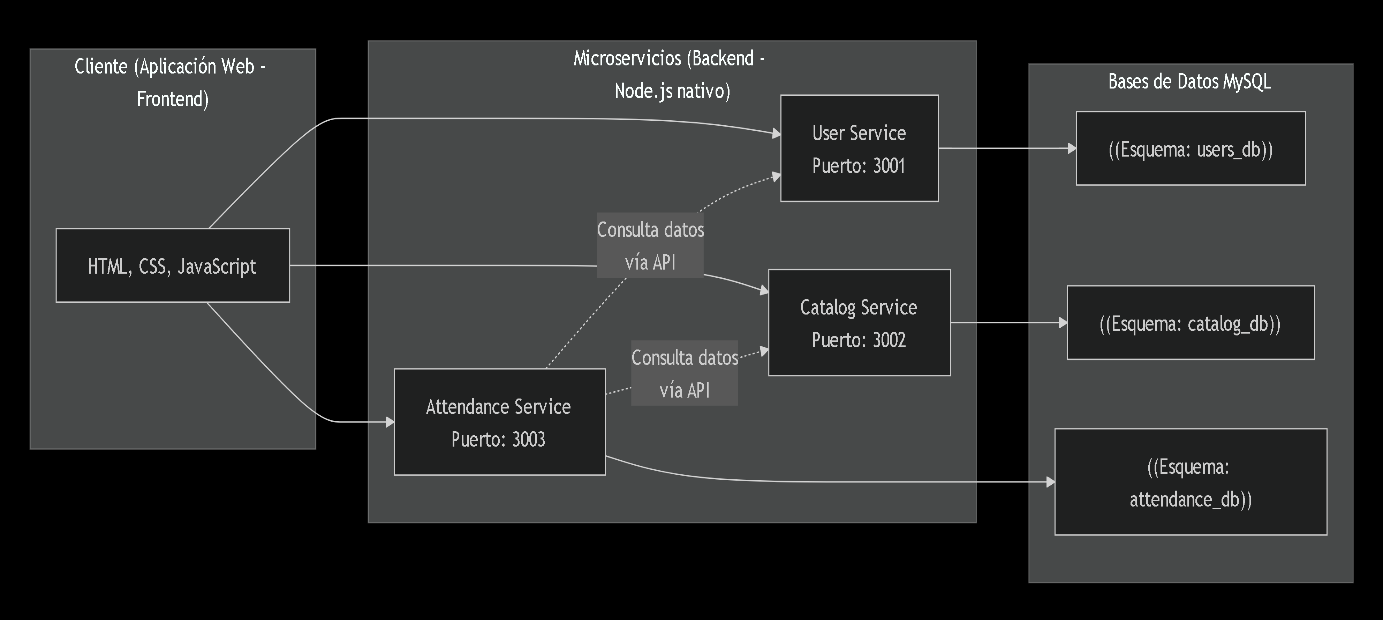 Cliente (Aplicación Web -
Frontend)
HTML, CSS, JavaScript
Microservicios (Backend -
Node.js nativo)
User Service
Puerto: 3001
Consulta datos
vía API
Catalog Service
Puerto: 3002
Consulta datos
vía API
Attendance Service
Puerto: 3003
Bases de Datos MySQL
((Esquema: users_db))
((Esquema: catalog_db))
((Esquema:
attendance_db))